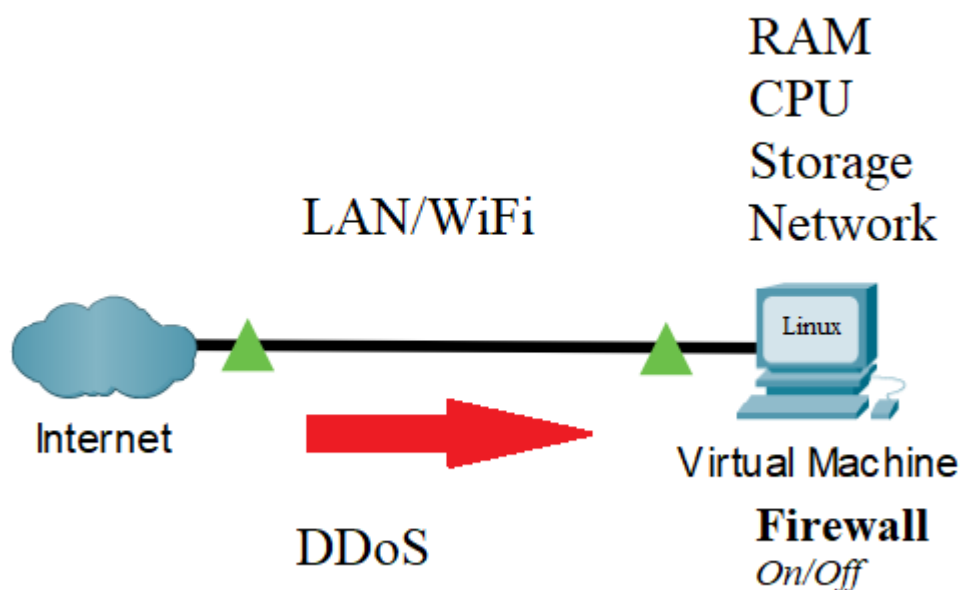 RAM
CPU
Storage
Network
LAN/WiFi
Linux
Internet
Virtual Machine
DDoS
Firewall
On/Off